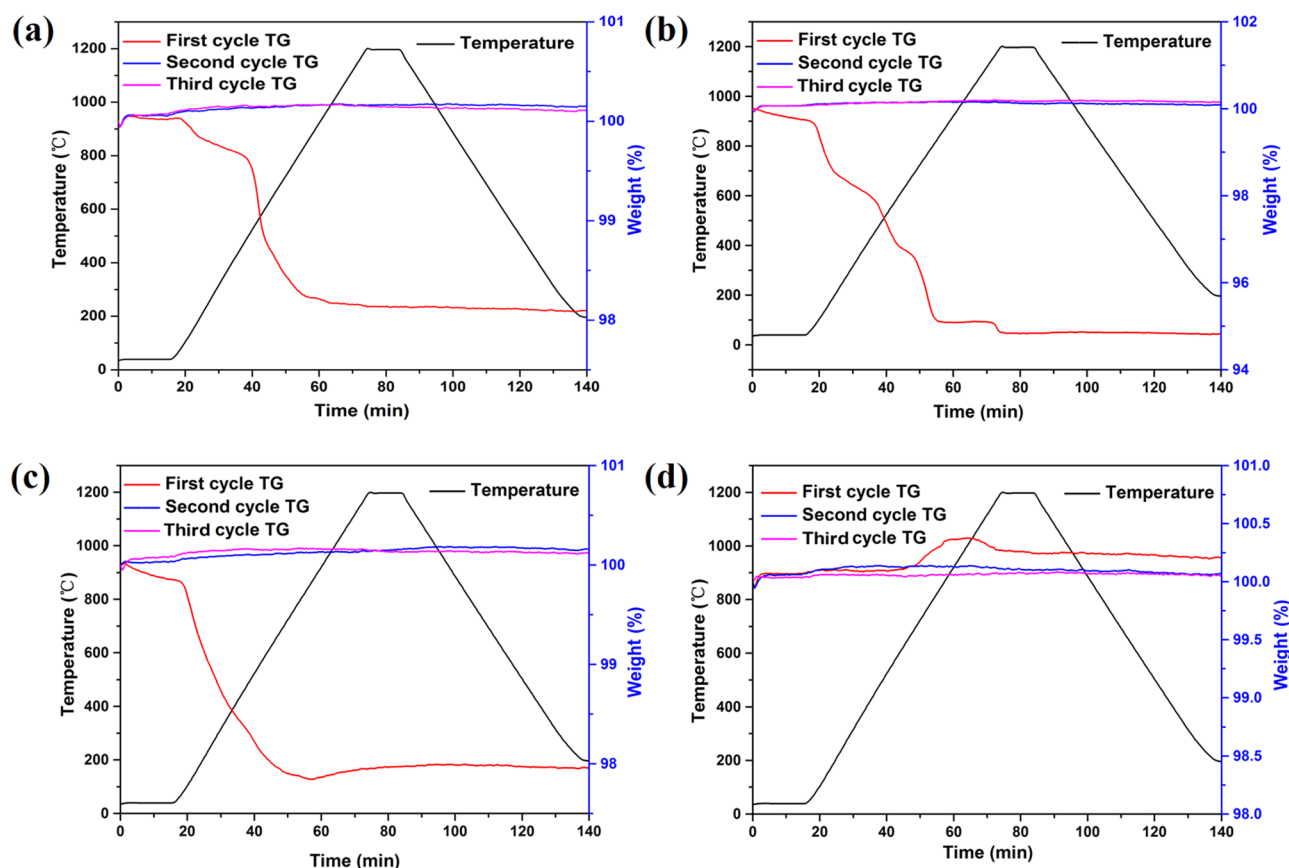 (a)
First cycle TG
Second cycle TG
Third cycle TG
Temperature
1200
1000
800
600
400
200
0
Temperature (℃)
101
100
99
98
Weight (%)
0 20 40 60 80 100 120 140
Time (min)
(b)
First cycle TG
Second cycle TG
Third cycle TG
Temperature
1200
1000
800
600
400
200
0
Temperature (℃)
102
100
98
96
94
Weight (%)
0 20 40 60 80 100 120 140
Time (min)
(c)
First cycle TG
Second cycle TG
Third cycle TG
Temperature
1200
1000
800
600
400
200
0
Temperature (℃)
101
100
99
98
Weight (%)
0 20 40 60 80 100 120 140
Time (min)
(d)
First cycle TG
Second cycle TG
Third cycle TG
Temperature
1200
1000
800
600
400
200
0
Temperature (℃)
101.0
100.5
100.0
99.5
99.0
98.5
98.0
Weight (%)
0 20 40 60 80 100 120 140
Time (min)